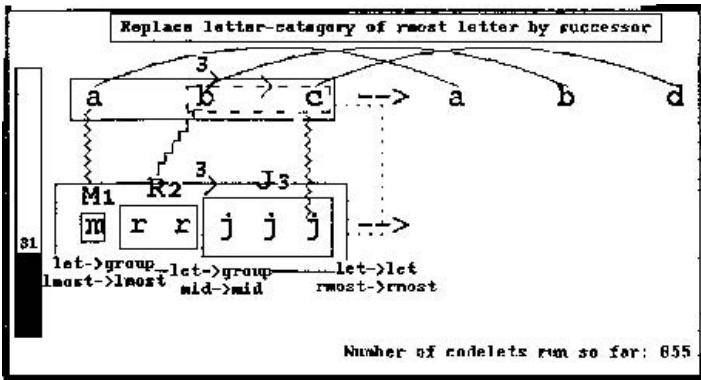 Replace letter-category of rmost letter by successor
3
a b c --> a b d
M1 R2 3 J3
m r r j j j -->
31
let->group let->group let->let
lmost->lmost mid->mid rmost->rmost
Number of codelets run so far: 655